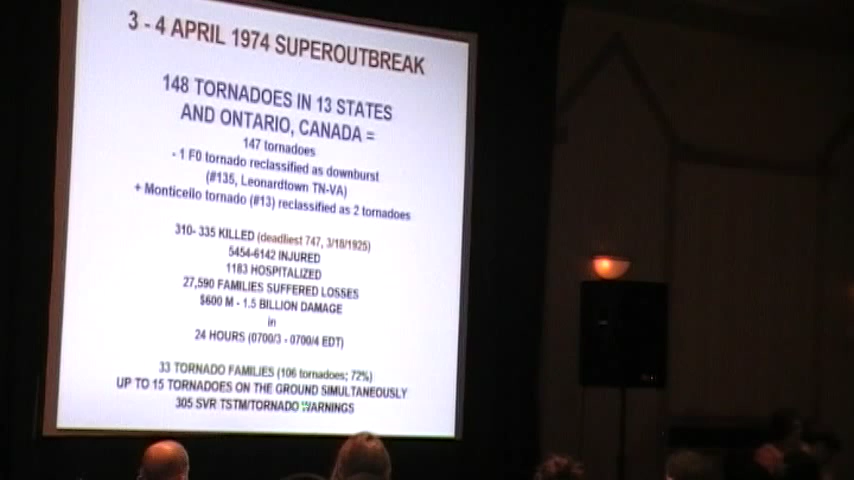 3 - 4 APRIL 1974 SUPEROUTBREAK
148 TORNADOES IN 13 STATES
AND ONTARIO, CANADA =
147 tornadoes
- 1 F0 tornado reclassified as downburst
(#135, Leonardtown TN-VA)
+ Monticello tornado (#13) reclassified as 2 tornadoes
310- 335 KILLED (deadliest 747, 3/18/1925)
5454-6142 INJURED
1183 HOSPITALIZED
27,590 FAMILIES SUFFERED LOSSES
$600 M - 1.5 BILLION DAMAGE
in
24 HOURS (0700/3 - 0700/4 EDT)
33 TORNADO FAMILIES (106 tornadoes; 72%)
UP TO 15 TORNADOES ON THE GROUND SIMULTANEOUSLY
305 SVR TSTM/TORNADO WARNINGS